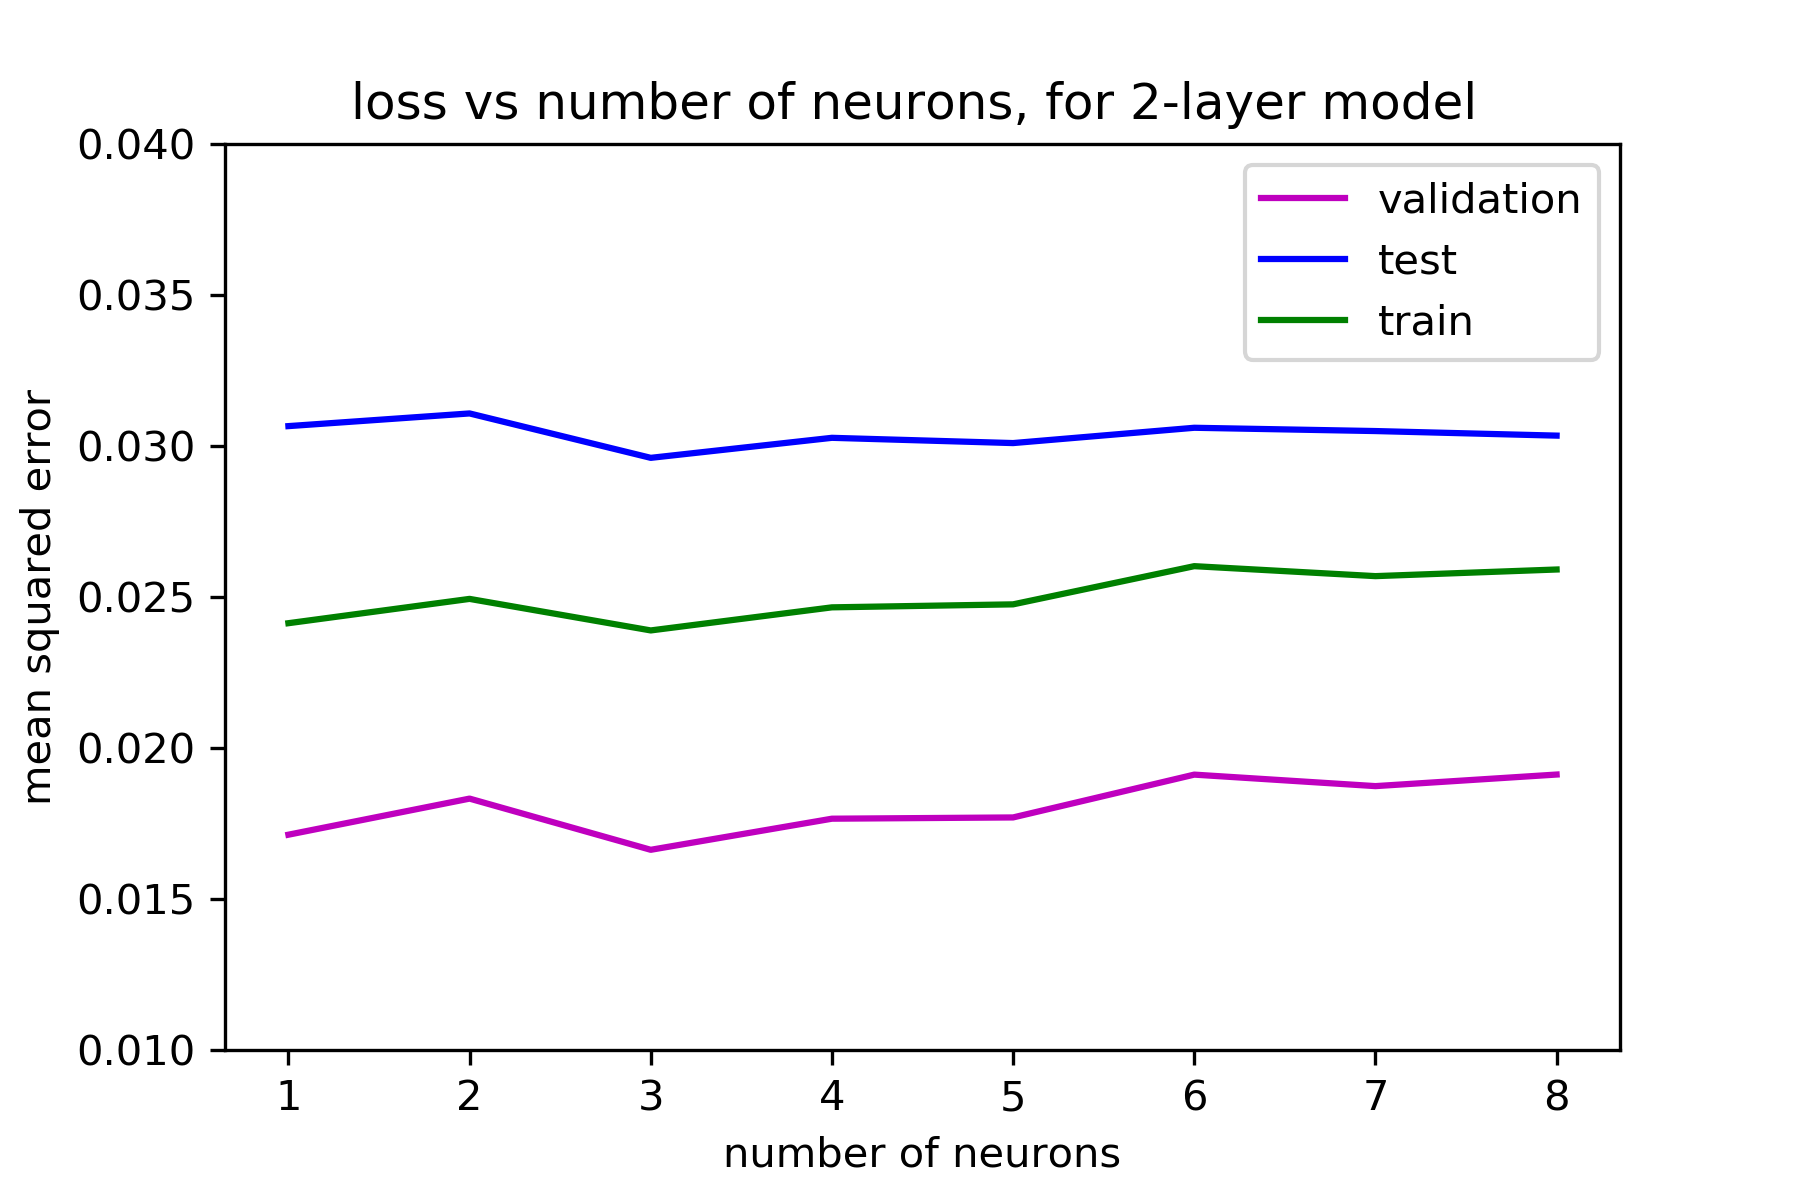 loss vs number of neurons, for 2-layer model
0.040
0.035
0.030
0.025
0.020
0.015
0.010
mean squared error
validation
test
train
1 2 3 4 5 6 7 8
number of neurons